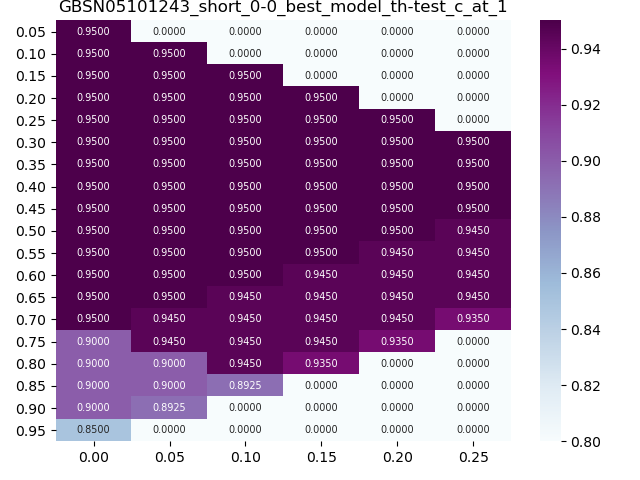 GBSN05101243_short_0-0_best_model_th-test_c_at_1
0.05 0.9500 0.0000 0.0000 0.0000 0.0000 0.0000
0.10 0.9500 0.9500 0.0000 0.0000 0.0000 0.0000
0.15 0.9500 0.9500 0.9500 0.0000 0.0000 0.0000
0.20 0.9500 0.9500 0.9500 0.9500 0.0000 0.0000
0.25 0.9500 0.9500 0.9500 0.9500 0.9500 0.0000
0.30 0.9500 0.9500 0.9500 0.9500 0.9500 0.9500
0.35 0.9500 0.9500 0.9500 0.9500 0.9500 0.9500
0.40 0.9500 0.9500 0.9500 0.9500 0.9500 0.9500
0.45 0.9500 0.9500 0.9500 0.9500 0.9500 0.9500
0.50 0.9500 0.9500 0.9500 0.9500 0.9500 0.9450
0.55 0.9500 0.9500 0.9500 0.9500 0.9450 0.9450
0.60 0.9500 0.9500 0.9500 0.9450 0.9450 0.9450
0.65 0.9500 0.9500 0.9450 0.9450 0.9450 0.9450
0.70 0.9500 0.9450 0.9450 0.9450 0.9450 0.9350
0.75 0.9000 0.9450 0.9450 0.9450 0.9350 0.0000
0.80 0.9000 0.9000 0.9450 0.9350 0.0000 0.0000
0.85 0.9000 0.9000 0.8925 0.0000 0.0000 0.0000
0.90 0.9000 0.8925 0.0000 0.0000 0.0000 0.0000
0.95 0.8500 0.0000 0.0000 0.0000 0.0000 0.0000
0.00 0.05 0.10 0.15 0.20 0.25
0.94
0.92
0.90
0.88
0.86
0.84
0.82
0.80